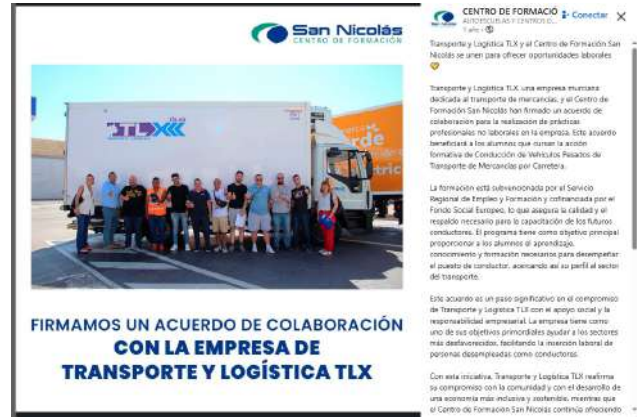 San Nicolás
CENTRO DE FORMACIÓN
TLX
FIRMAMOS UN ACUERDO DE COLABORACIÓN
CON LA EMPRESA DE
TRANSPORTE Y LOGÍSTICA TLX
CENTRO DE FORMACIÓ
Conectar
AUTOESCUELAS Y CENTROS D...
1 año
Transporte y Logística TLX y el Centro de Formación San
Nicolás se unen para ofrecer oportunidades laborales
Transporte y Logística TLX, una empresa murciana
dedicada al transporte de mercancías, y el Centro de
Formación San Nicolás han firmado un acuerdo de
colaboración para la realización de prácticas
profesionales no laborales en la empresa. Este acuerdo
beneficiará a los alumnos que cursan la acción
formativa de Conducción de Vehículos Pesados de
Transporte de Mercancías por Carretera.
La formación está subvencionada por el Servicio
Regional de Empleo y Formación y cofinanciada por el
Fondo Social Europeo, lo que asegura la calidad y el
respaldo necesario para la capacitación de los futuros
conductores. El programa tiene como objetivo principal
proporcionar a los alumnos el aprendizaje,
conocimiento y formación necesarios para desempeñar
el puesto de conductor, acercando así su perfil al sector
del transporte.
Este acuerdo es un paso significativo en el compromiso
de Transporte y Logística TLX con el apoyo social y la
responsabilidad empresarial. La empresa tiene como
uno de sus objetivos primordiales ayudar a los sectores
más desfavorecidos, facilitando la inserción laboral de
personas desempleadas como conductores.
Con esta iniciativa, Transporte y Logística TLX reafirma
su compromiso con la comunidad y con el desarrollo de
una economía más inclusiva y sostenible, mientras que
el Centro de Formación San Nicolás continúa ofreciendo